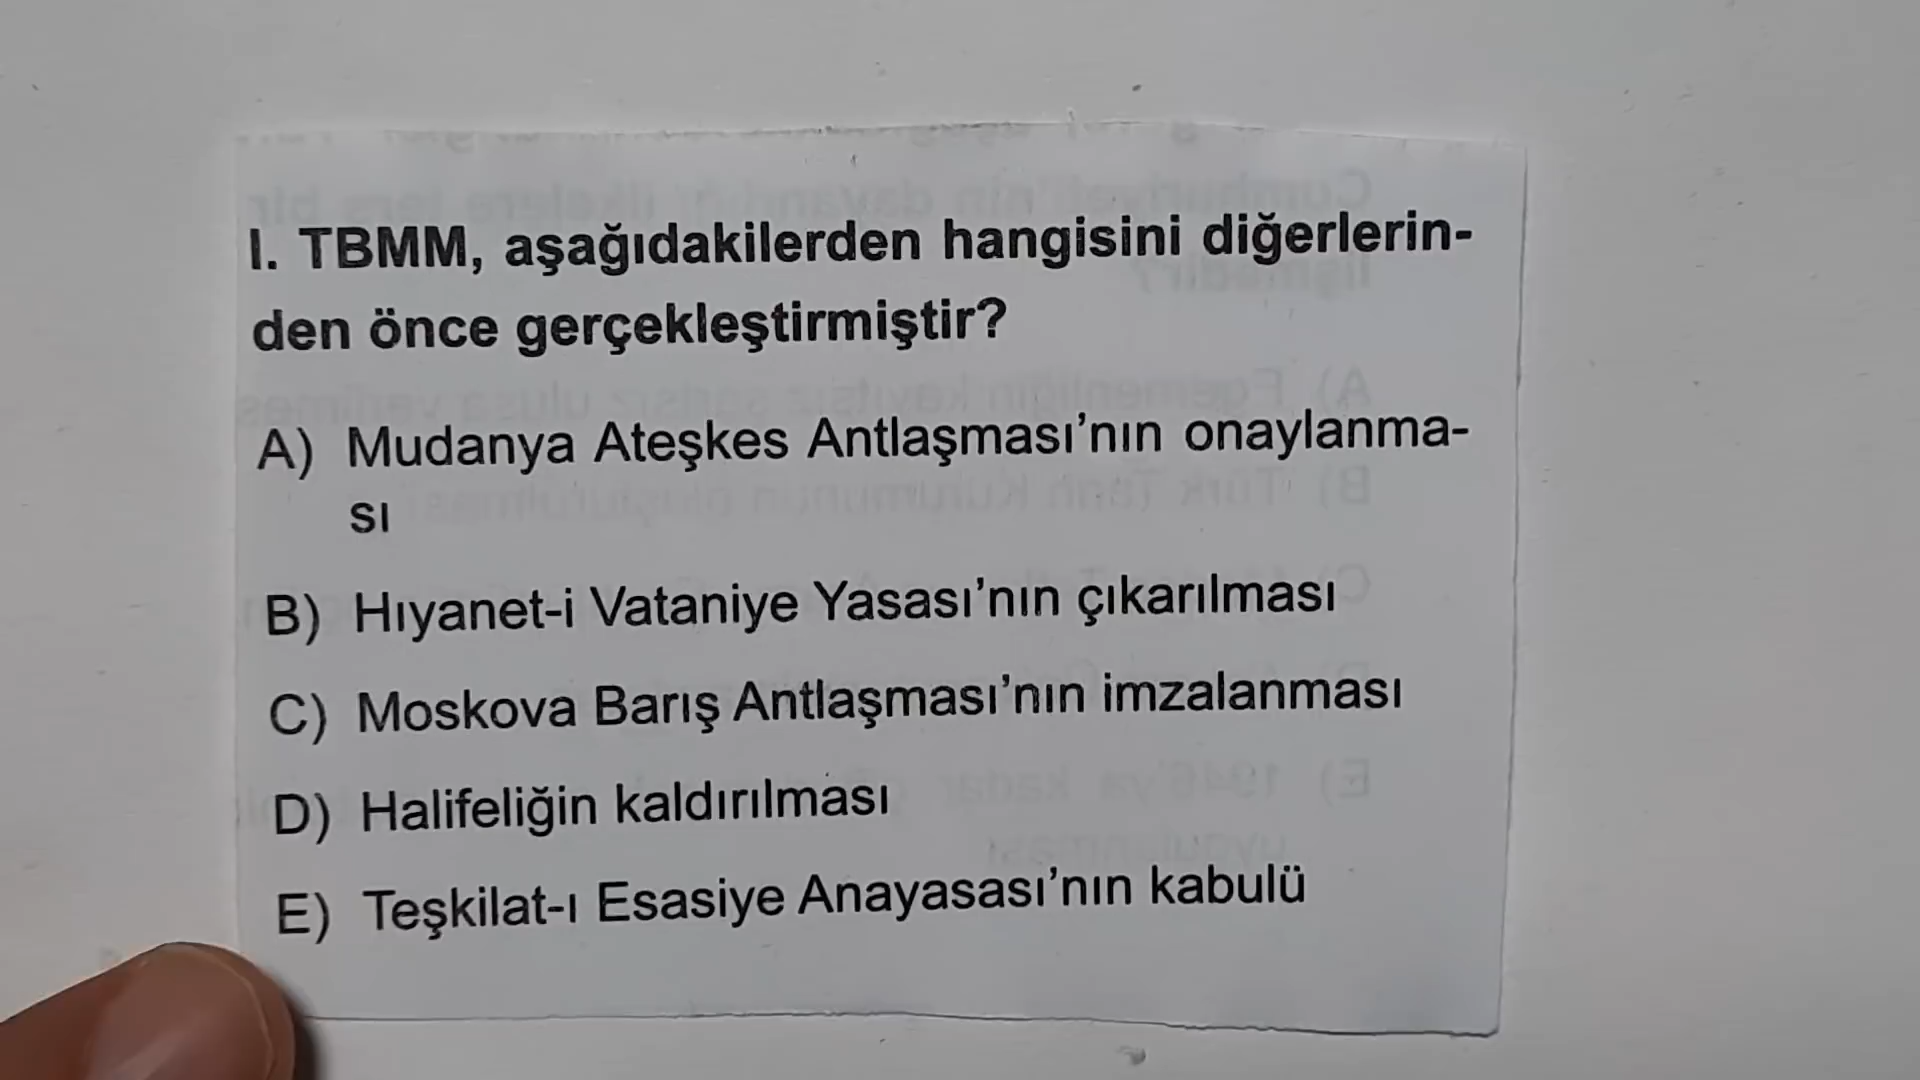 I. TBMM, aşağıdakilerden hangisini diğerlerin-
den önce gerçekleştirmiştir?
A) Mudanya Ateşkes Antlaşması'nın onaylanma-
sı
B) Hıyanet-i Vataniye Yasası'nın çıkarılması
C) Moskova Barış Antlaşması'nın imzalanması
D) Halifeliğin kaldırılması
E) Teşkilat-ı Esasiye Anayasası'nın kabulü